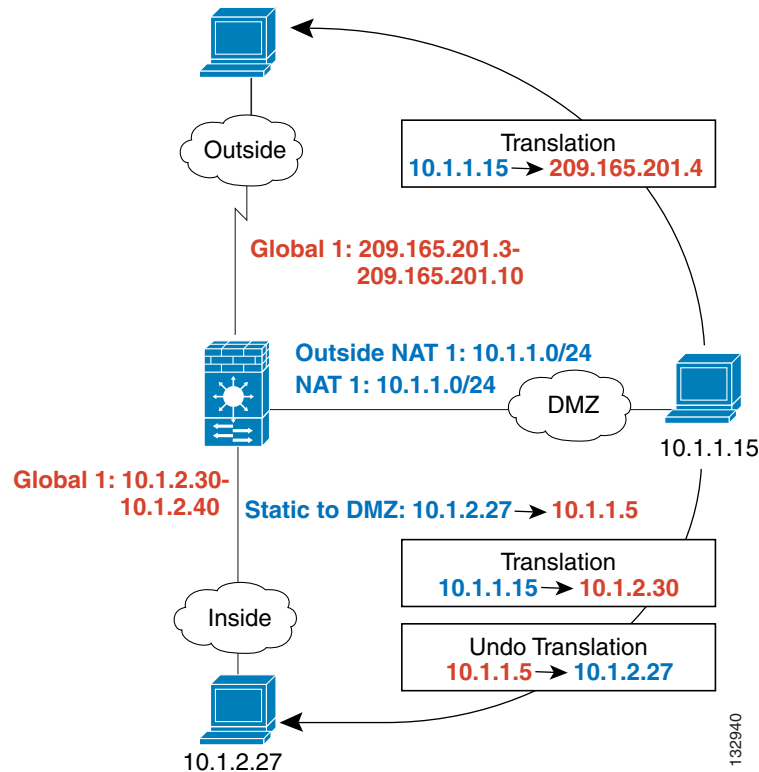 Outside
Translation
10.1.1.15 → 209.165.201.4
Global 1: 209.165.201.3-
209.165.201.10
Outside NAT 1: 10.1.1.0/24
NAT 1: 10.1.1.0/24
DMZ
10.1.1.15
Global 1: 10.1.2.30-
10.1.2.40
Static to DMZ: 10.1.2.27 → 10.1.1.5
Translation
10.1.1.15 → 10.1.2.30
Inside
Undo Translation
10.1.1.5 → 10.1.2.27
10.1.2.27
132940